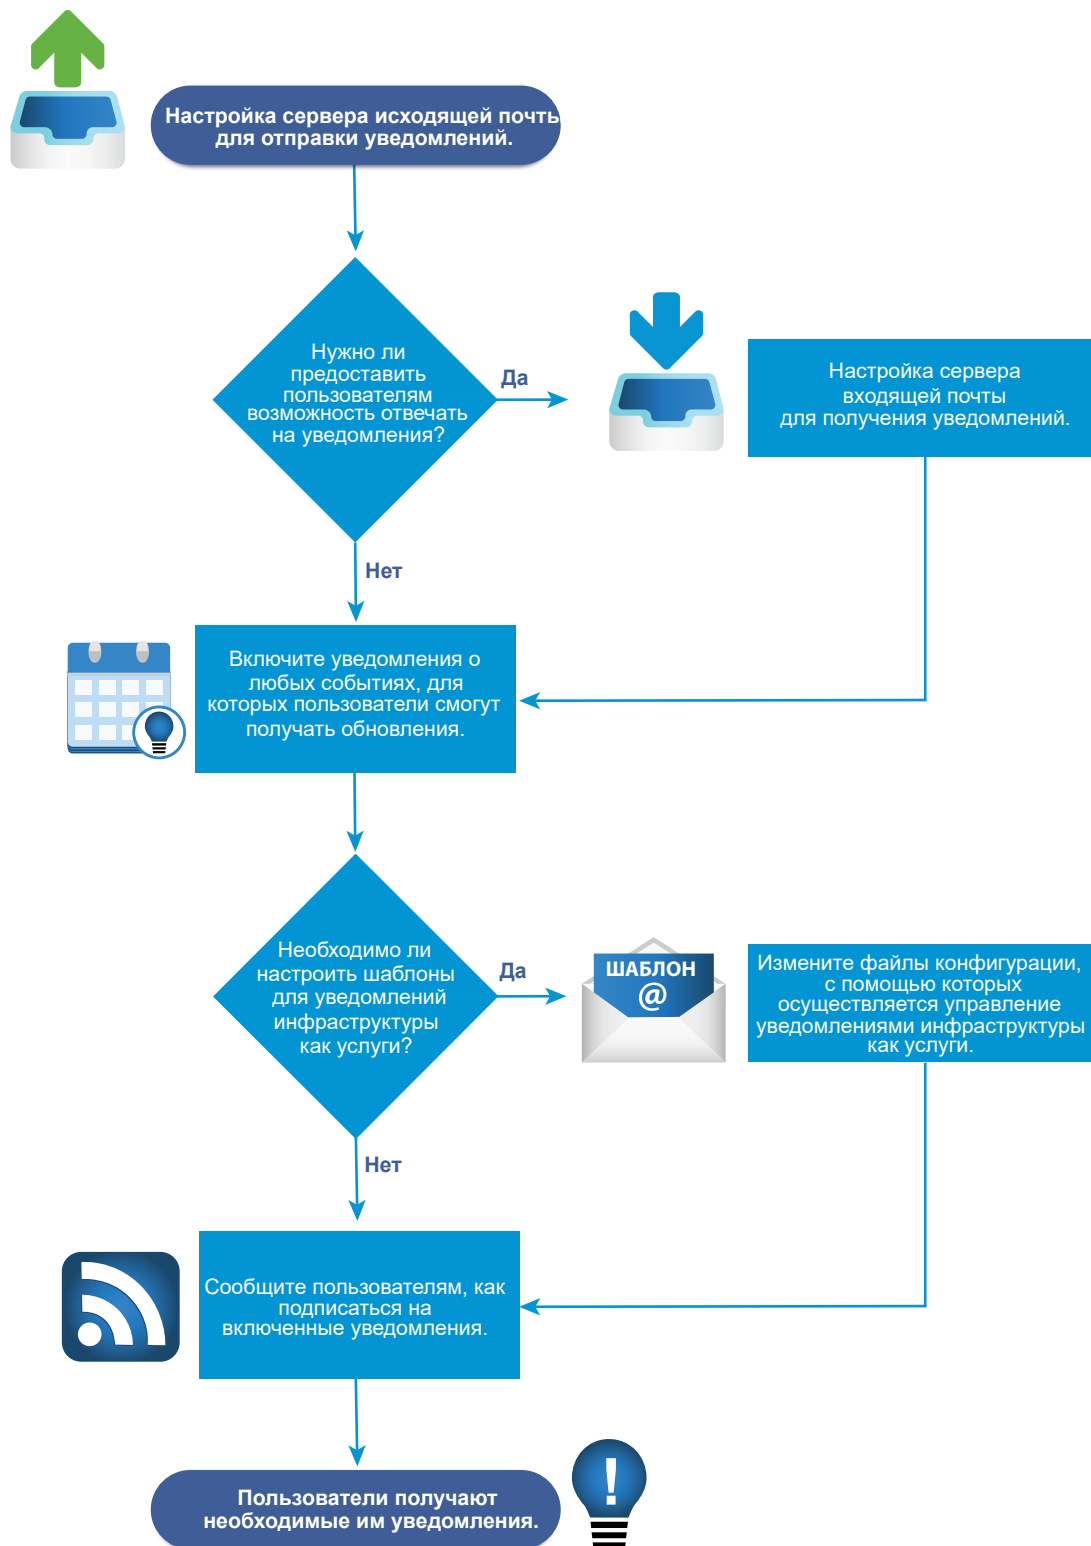 Настройка сервера исходящей почты
для отправки уведомлений.
Нужно ли
предоставить
пользователям
возможность отвечать
на уведомления?
Да
Настройка сервера
входящей почты
для получения уведомлений.
Нет
Включите уведомления о
любых событиях, для
которых пользователи смогут
получать обновления.
Необходимо ли
настроить шаблоны
для уведомлений
инфраструктуры
как услуги?
Да
ШАБЛОН
@
Измените файлы конфигурации,
с помощью которых
осуществляется управление
уведомлениями инфраструктуры
как услуги.
Нет
Сообщите пользователям, как
подписаться на
включенные уведомления.
Пользователи получают
необходимые им уведомления.
!